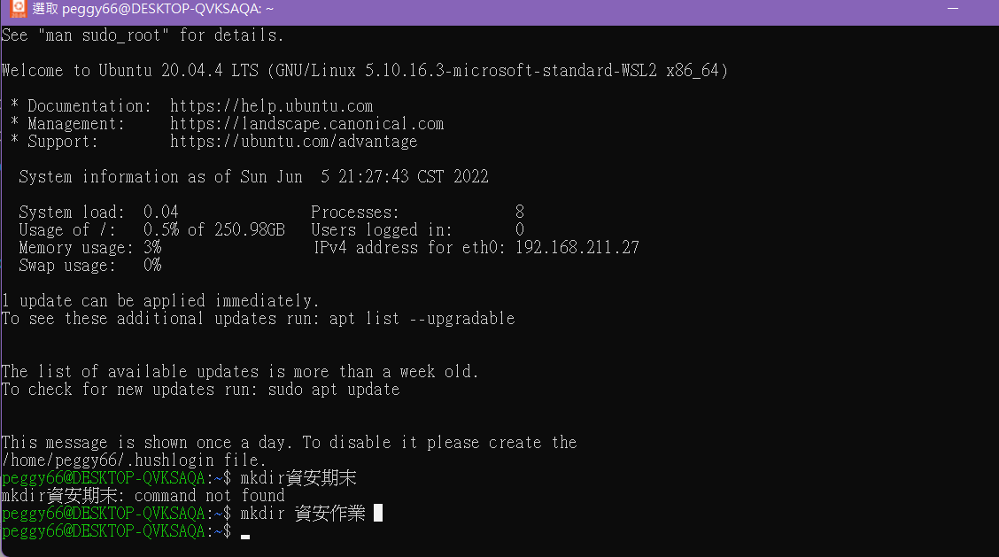 選取 peggy66@DESKTOP-QVKSAQA: ~
See "man sudo_root" for details.
Welcome to Ubuntu 20.04.4 LTS (GNU/Linux 5.10.16.3-microsoft-standard-WSL2 x86_64)
* Documentation:  https://help.ubuntu.com
* Management:     https://landscape.canonical.com
* Support:        https://ubuntu.com/advantage
System information as of Sun Jun  5 21:27:43 CST 2022
System load:  0.04               Processes:             8
Usage of /:   0.5% of 250.98GB   Users logged in:       0
Memory usage: 3%                 IPv4 address for eth0: 192.168.211.27
Swap usage:   0%
1 update can be applied immediately.
To see these additional updates run: apt list --upgradable
The list of available updates is more than a week old.
To check for new updates run: sudo apt update
This message is shown once a day. To disable it please create the
/home/peggy66/.hushlogin file.
peggy66@DESKTOP-QVKSAQA:~$ mkdir資安期末
mkdir資安期末: command not found
peggy66@DESKTOP-QVKSAQA:~$ mkdir 資安作業
peggy66@DESKTOP-QVKSAQA:~$